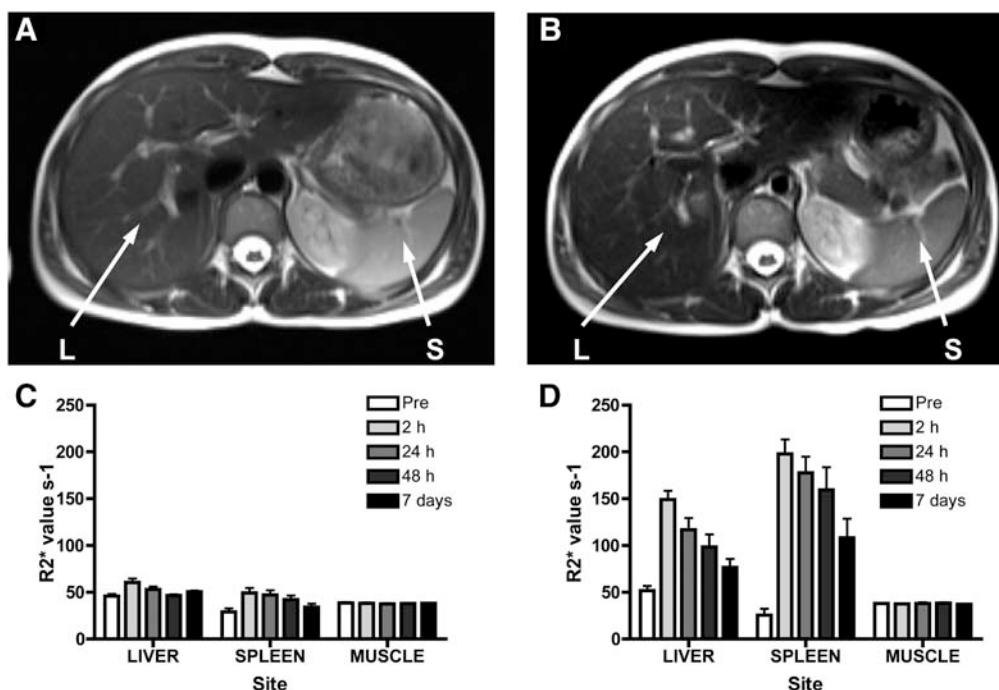 A
B
L
S
L
S
C
250
200
150
100
50
0
R2* value s-1
Pre
2 h
24 h
48 h
7 days
LIVER SPLEEN MUSCLE
Site
D
250
200
150
100
50
0
R2* value s-1
Pre
2 h
24 h
48 h
7 days
LIVER SPLEEN MUSCLE
Site